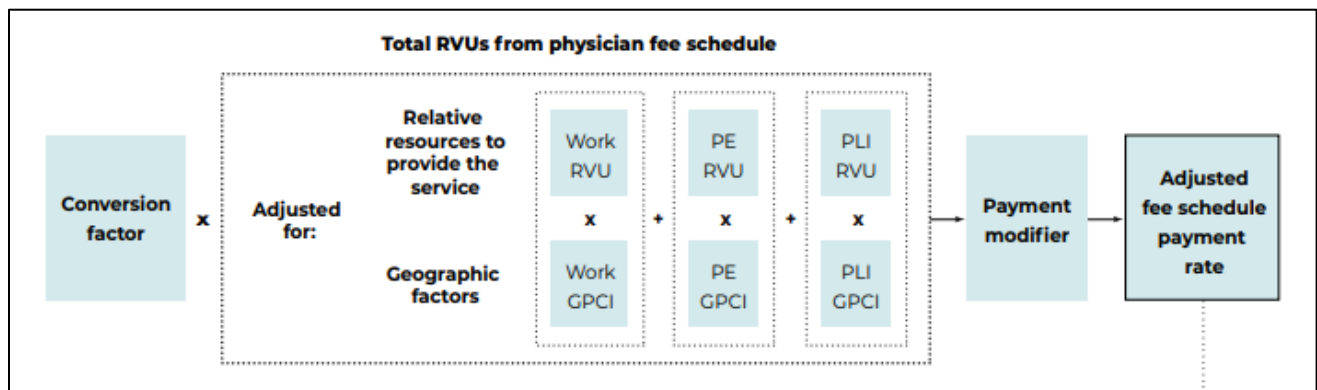 Total RVUs from physician fee schedule
Conversion
factor
x
Adjusted
for:
Relative
resources to
provide the
service
Geographic
factors
Work
RVU
x
Work
GPCI
+
PE
RVU
x
PE
GPCI
+
PLI
RVU
x
PLI
GPCI
Payment
modifier
Adjusted
fee schedule
payment
rate